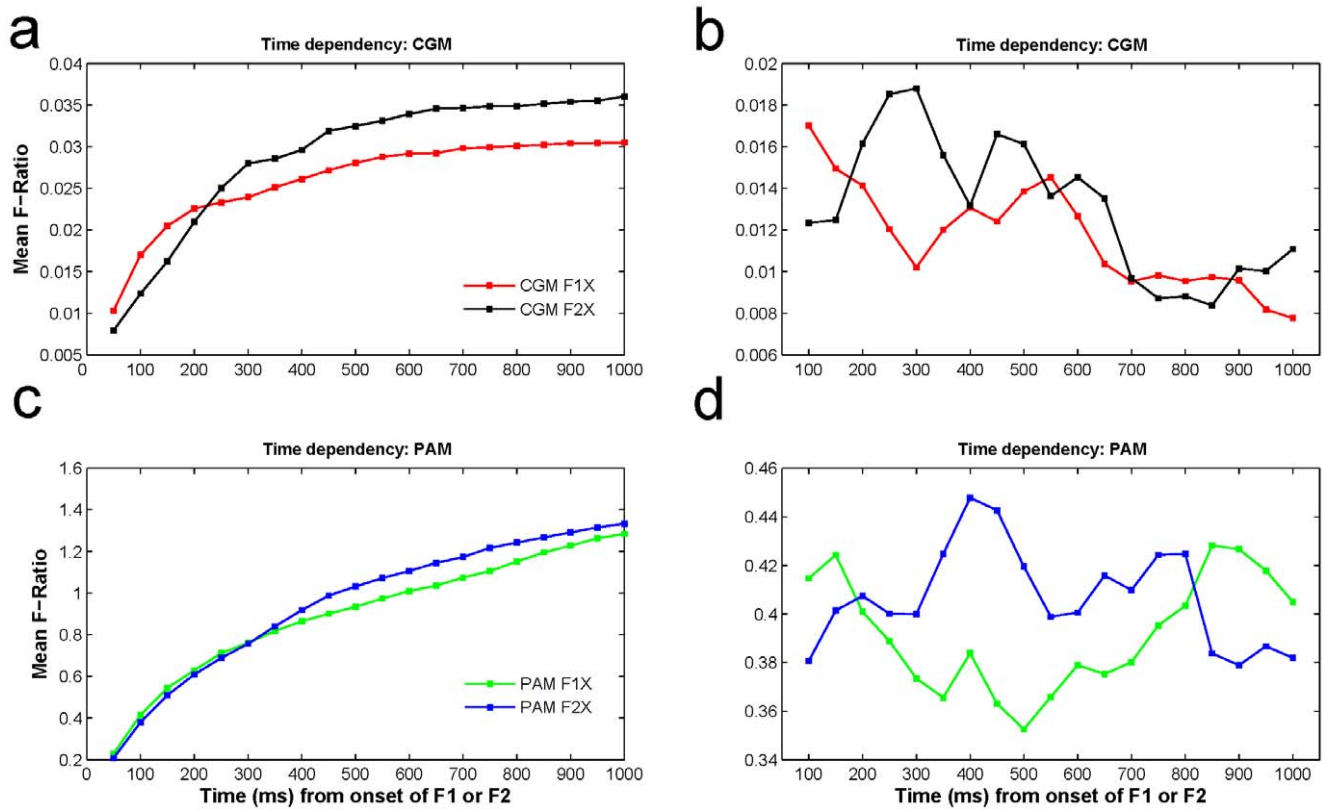 a
Time dependency: CGM
0.04
0.035
0.03
0.025
0.02
0.015
0.01
0.005
Mean F-Ratio
CGM F1X
CGM F2X
0 100 200 300 400 500 600 700 800 900 1000
b
Time dependency: CGM
0.02
0.018
0.016
0.014
0.012
0.01
0.008
0.006
100 200 300 400 500 600 700 800 900 1000
c
Time dependency: PAM
1.6
1.4
1.2
1
0.8
0.6
0.4
0.2
Mean F-Ratio
PAM F1X
PAM F2X
0 100 200 300 400 500 600 700 800 900 1000
Time (ms) from onset of F1 or F2
d
Time dependency: PAM
0.46
0.44
0.42
0.4
0.38
0.36
0.34
100 200 300 400 500 600 700 800 900 1000
Time (ms) from onset of F1 or F2